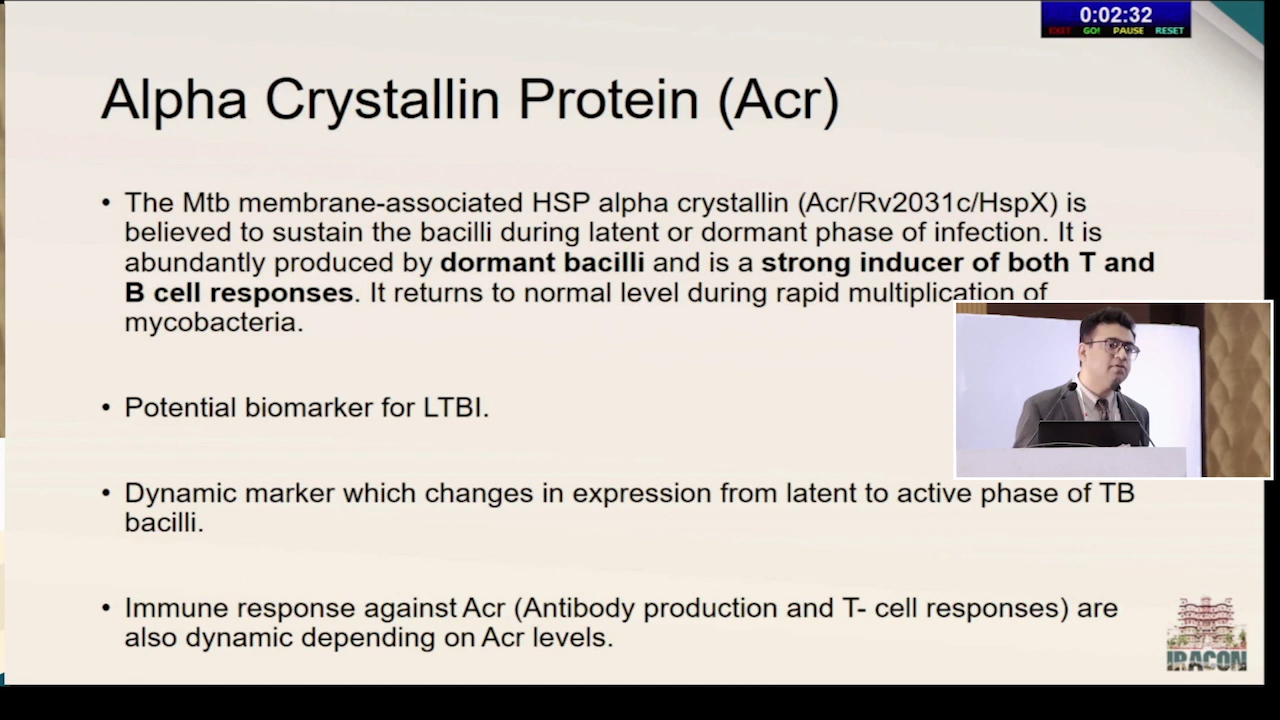 0:02:32
EXIT GO! PAUSE RESET
Alpha Crystallin Protein (Acr)
• The Mtb membrane-associated HSP alpha crystallin (Acr/Rv2031c/HspX) is
believed to sustain the bacilli during latent or dormant phase of infection. It is
abundantly produced by dormant bacilli and is a strong inducer of both T and
B cell responses. It returns to normal level during rapid multiplication of
mycobacteria.
• Potential biomarker for LTBI.
• Dynamic marker which changes in expression from latent to active phase of TB
bacilli.
• Immune response against Acr (Antibody production and T- cell responses) are
also dynamic depending on Acr levels.
IRACON